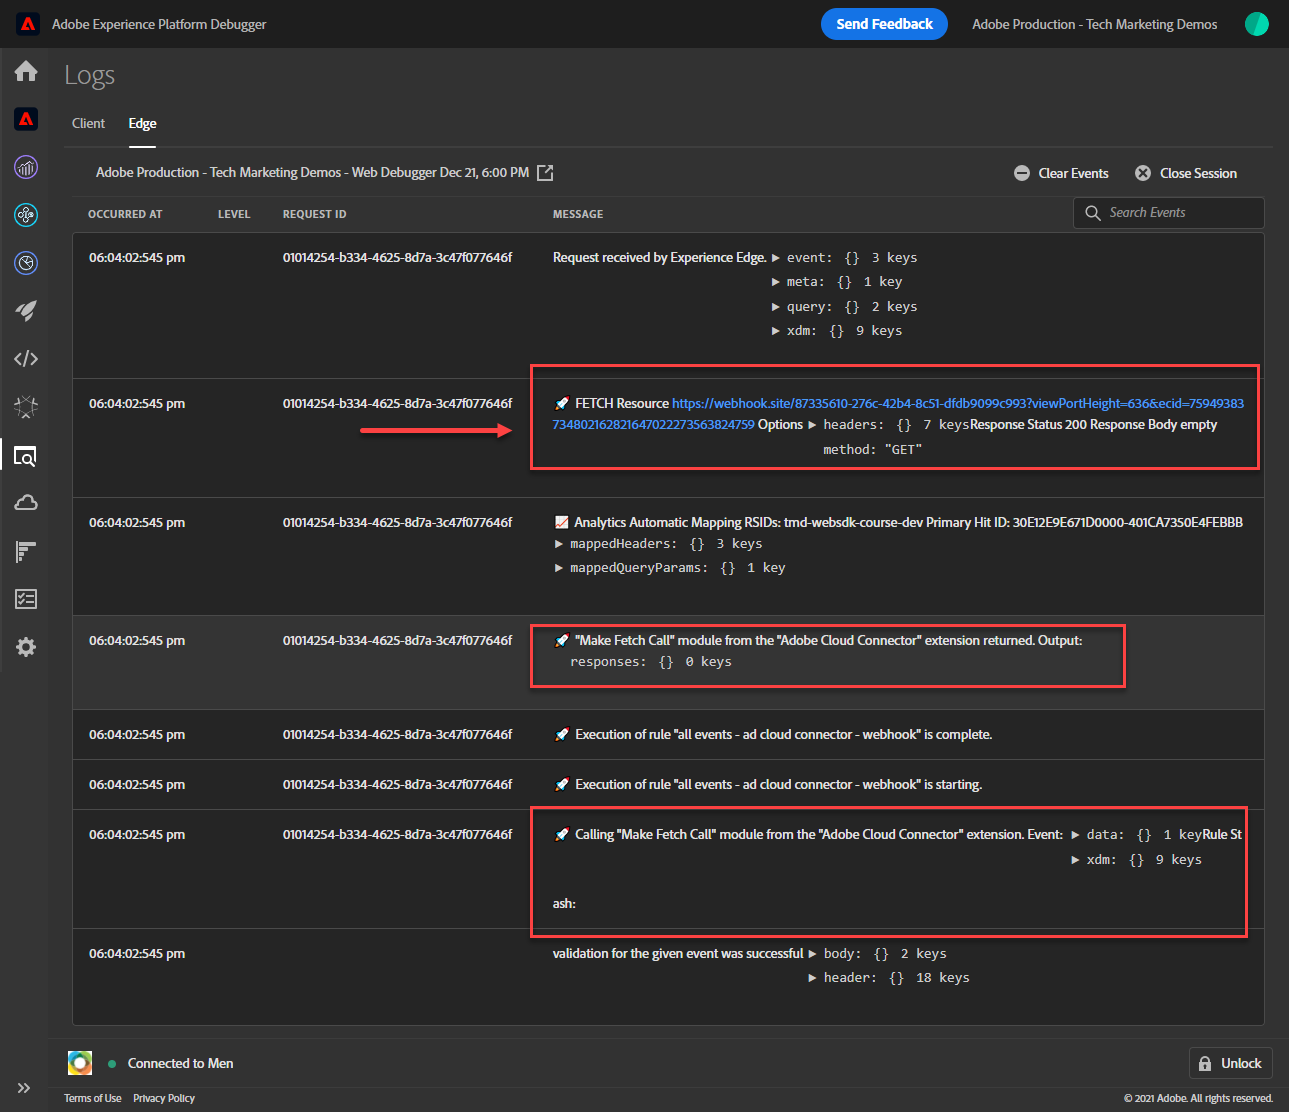 Adobe Experience Platform Debugger
Send Feedback
Adobe Production - Tech Marketing Demos
Logs
Client Edge
Adobe Production - Tech Marketing Demos - Web Debugger Dec 21, 6:00 PM
Clear Events
Close Session
OCCURRED AT LEVEL REQUEST ID MESSAGE
Search Events
06:04:02:545 pm 01014254-b334-4625-8d7a-3c47f077646f Request received by Experience Edge. ▶ event: {} 3 keys
▶ meta: {} 1 key
▶ query: {} 2 keys
▶ xdm: {} 9 keys
06:04:02:545 pm 01014254-b334-4625-8d7a-3c47f077646f 🚀 FETCH Resource https://webhook.site/87335610-276c-42b4-8c51-dfdb9099c993?viewPortHeight=636&ecid=75949383
734802162821647022273563824759 Options ▶ headers: {} 7 keysResponse Status 200 Response Body empty
method: "GET"
06:04:02:545 pm 01014254-b334-4625-8d7a-3c47f077646f 📈 Analytics Automatic Mapping RSIDs: tmd-websdk-course-dev Primary Hit ID: 30E12E9E671D0000-401CA7350E4FEBBB
▶ mappedHeaders: {} 3 keys
▶ mappedQueryParams: {} 1 key
06:04:02:545 pm 01014254-b334-4625-8d7a-3c47f077646f 🚀 "Make Fetch Call" module from the "Adobe Cloud Connector" extension returned. Output:
responses: {} 0 keys
06:04:02:545 pm 01014254-b334-4625-8d7a-3c47f077646f 🚀 Execution of rule "all events - ad cloud connector - webhook" is complete.
06:04:02:545 pm 01014254-b334-4625-8d7a-3c47f077646f 🚀 Execution of rule "all events - ad cloud connector - webhook" is starting.
06:04:02:545 pm 01014254-b334-4625-8d7a-3c47f077646f 🚀 Calling "Make Fetch Call" module from the "Adobe Cloud Connector" extension. Event: ▶ data: {} 1 keyRule St
▶ xdm: {} 9 keys
ash:
06:04:02:545 pm validation for the given event was successful ▶ body: {} 2 keys
▶ header: {} 18 keys
Connected to Men
Unlock
Terms of Use Privacy Policy
© 2021 Adobe. All rights reserved.